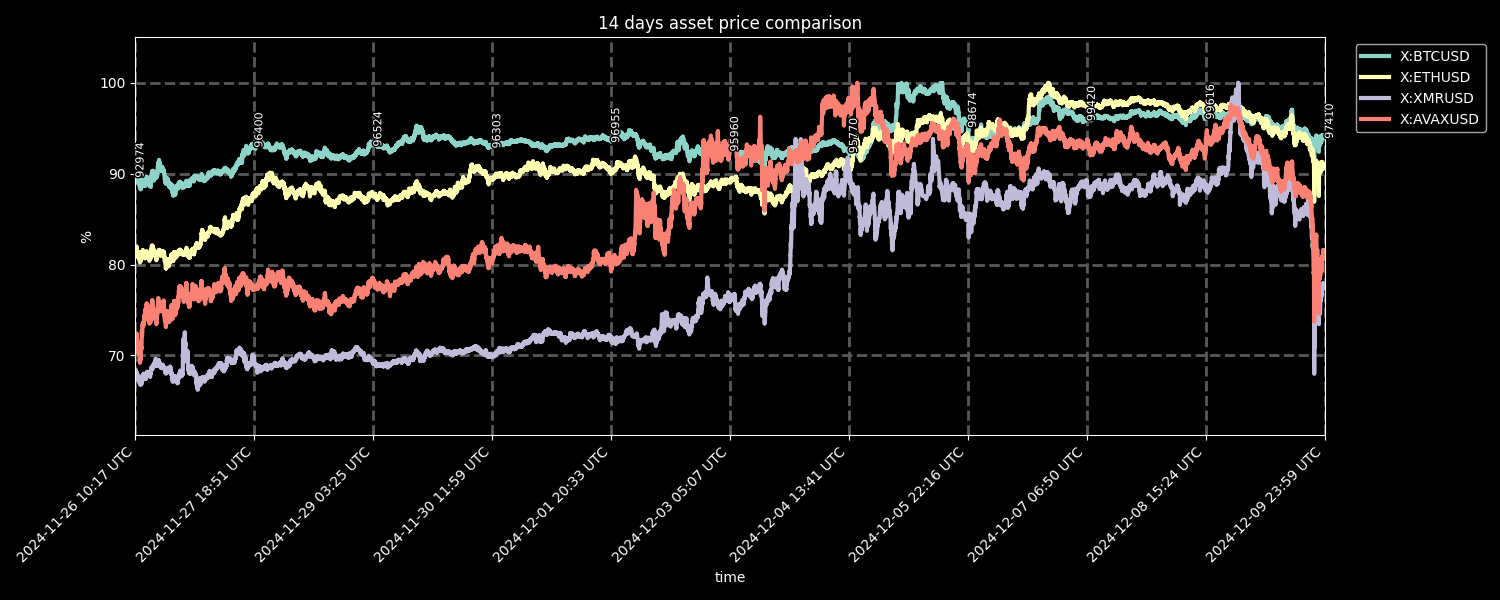 14 days asset price comparison
X:BTCUSD
X:ETHUSD
X:XMRUSD
X:AVAXUSD
100
90
80
70
%
92974
96400
96524
96303
96955
95960
95770
98674
99420
99616
97410
2024-11-26 10:17 UTC
2024-11-27 18:51 UTC
2024-11-29 03:25 UTC
2024-11-30 11:59 UTC
2024-12-01 20:33 UTC
2024-12-03 05:07 UTC
2024-12-04 13:41 UTC
2024-12-05 22:16 UTC
2024-12-07 06:50 UTC
2024-12-08 15:24 UTC
2024-12-09 23:59 UTC
time